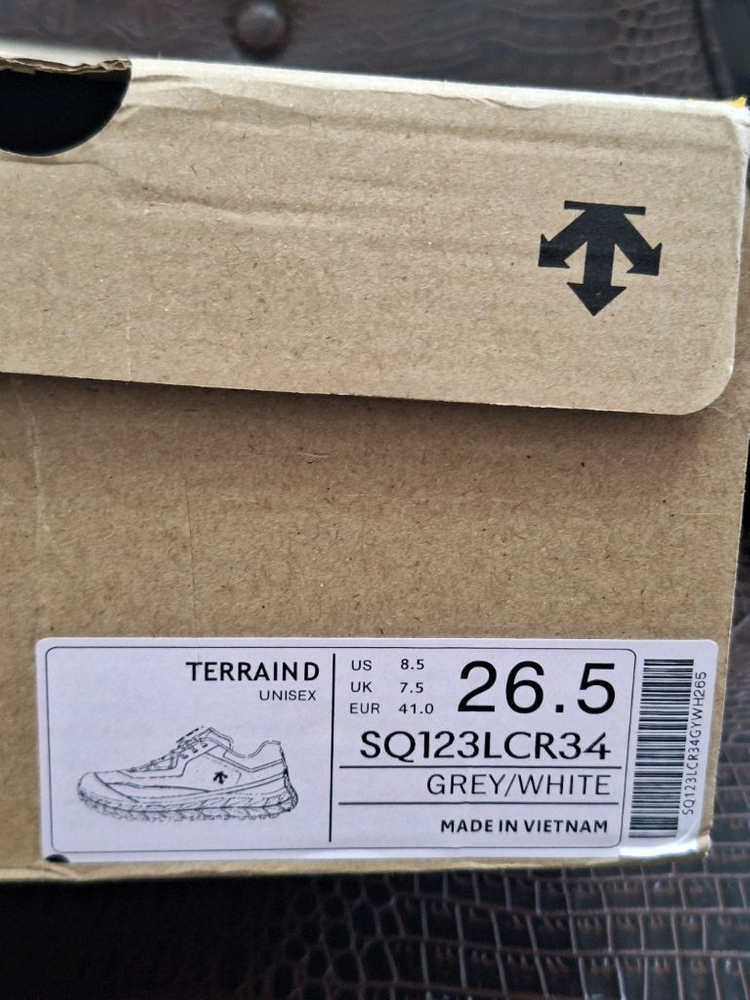 TERRAIN D
UNISEX
US 8.5
UK 7.5
EUR 41.0
26.5
SQ123LCR34
GREY/WHITE
MADE IN VIETNAM
SQ123LCR34GYWH265